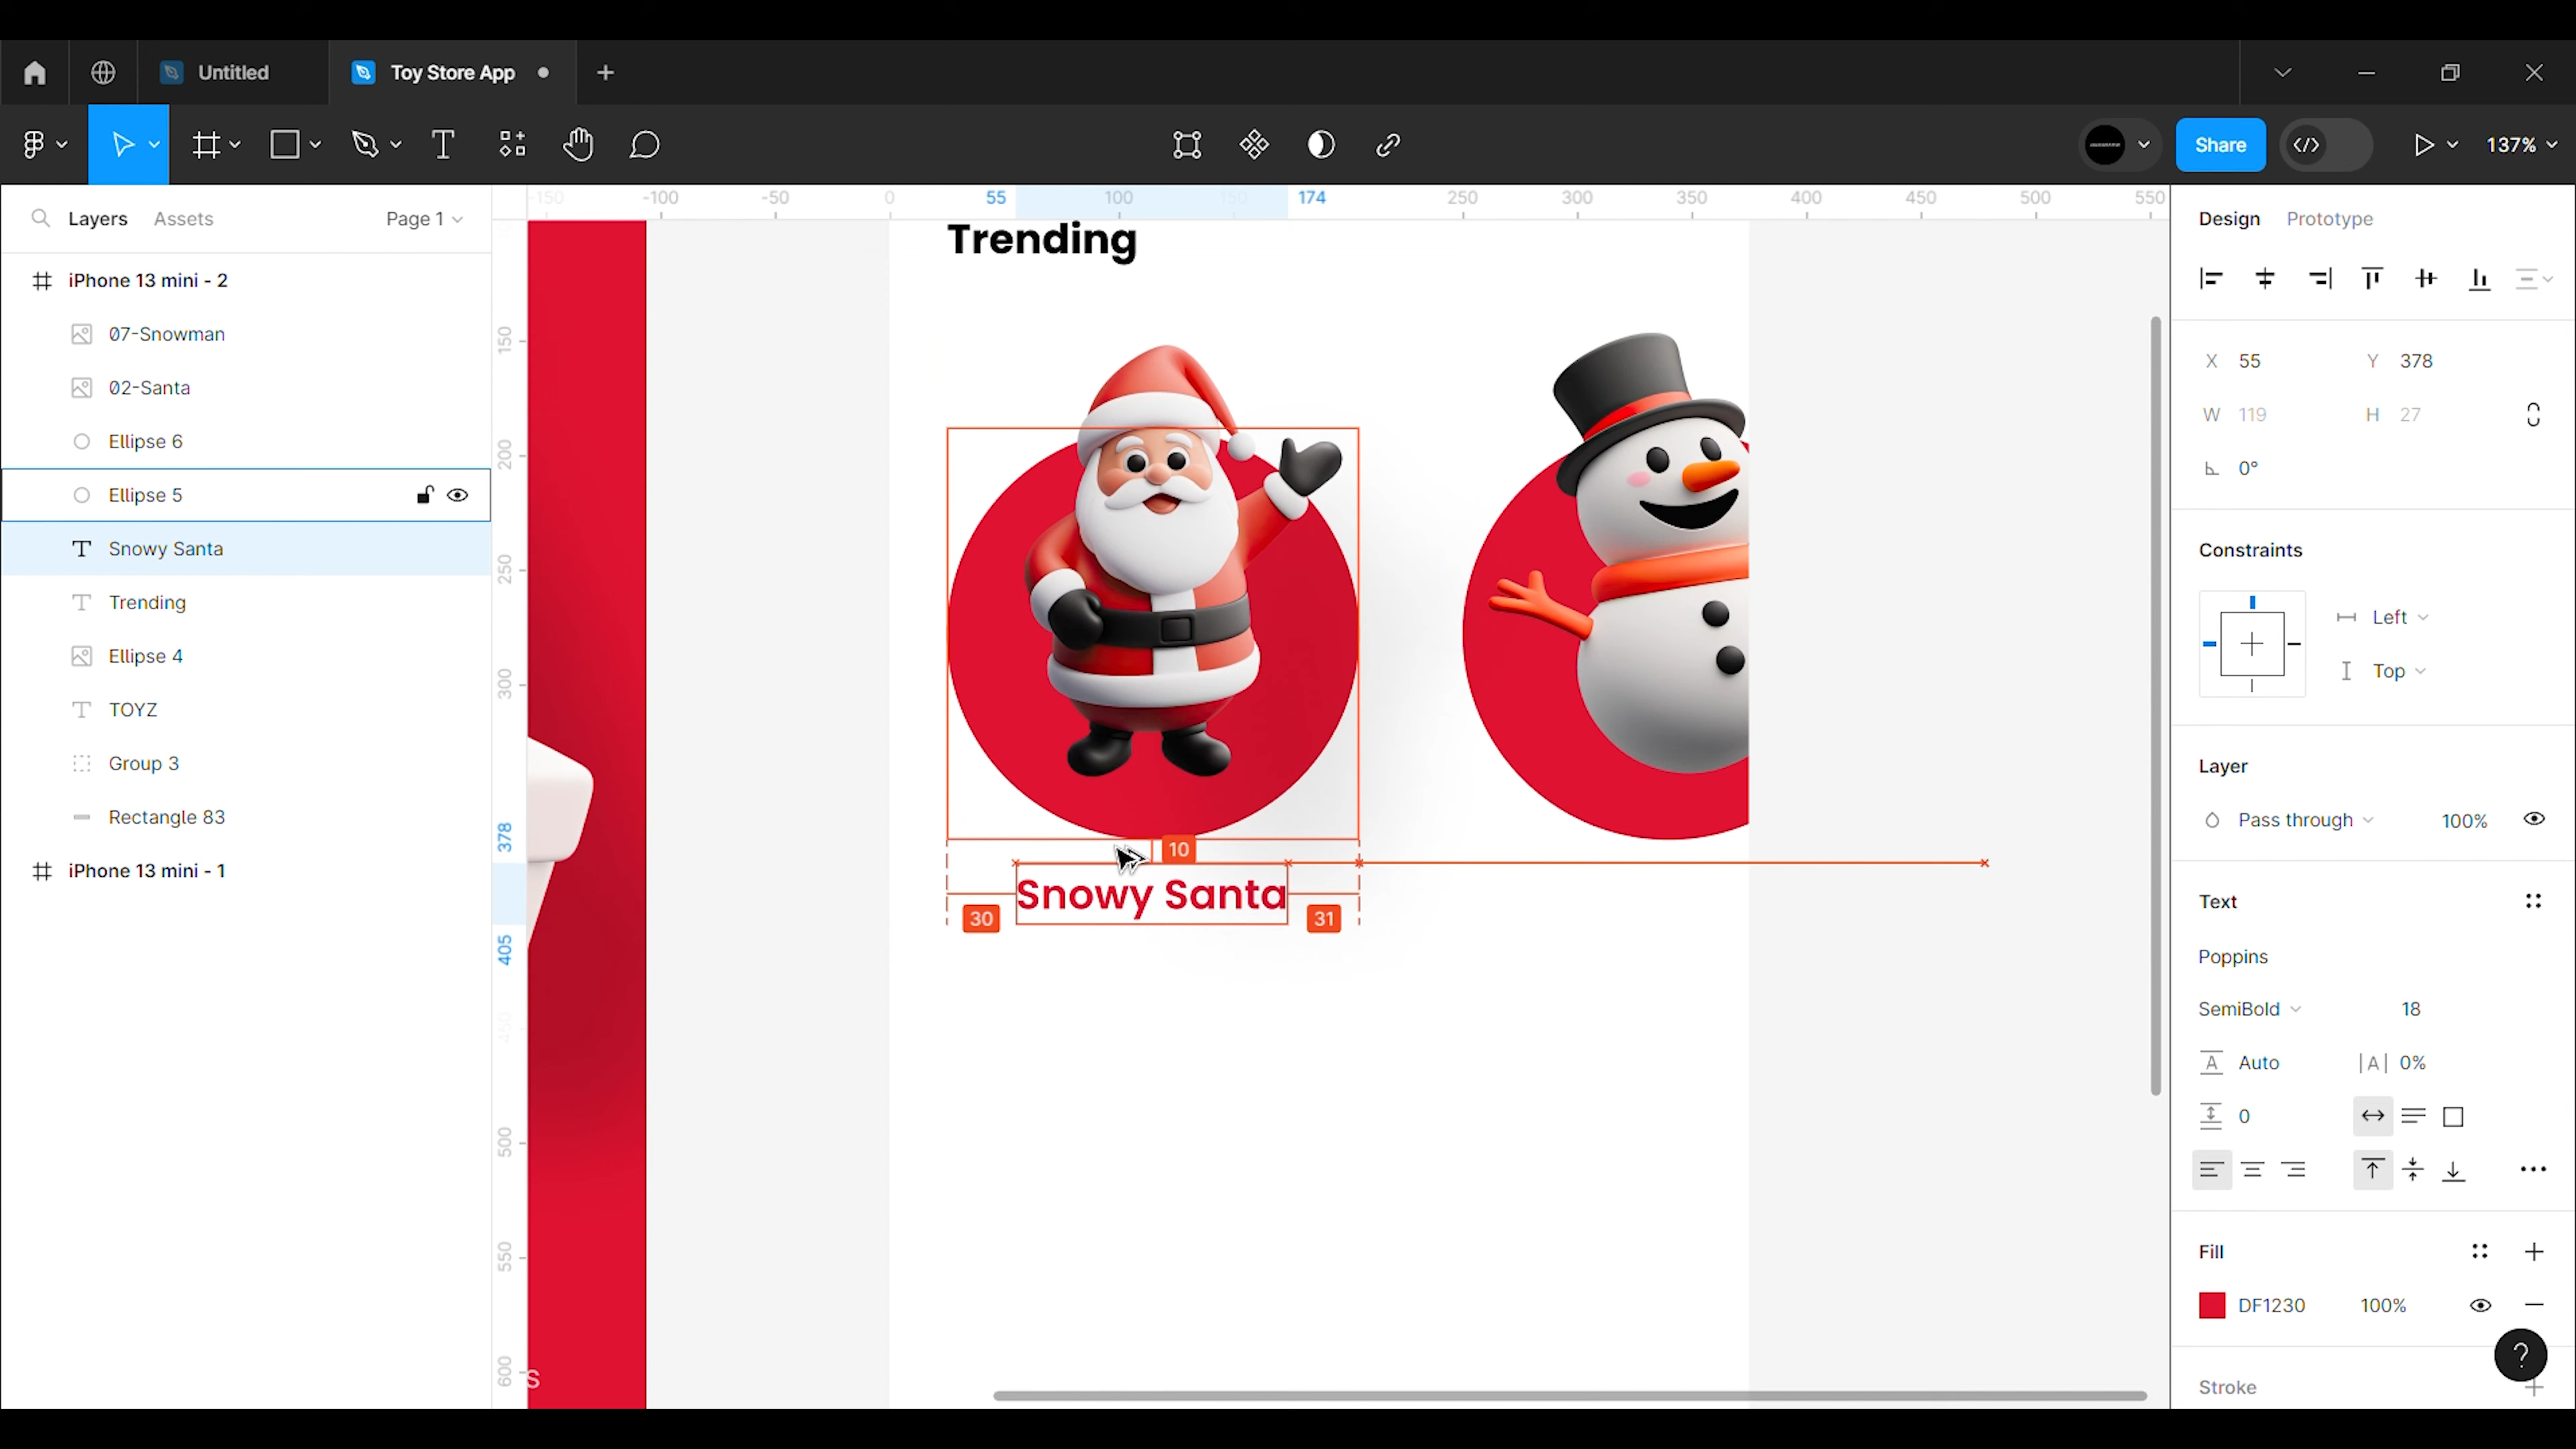 Untitled
Toy Store App
Share
137%
Layers
Assets
Page 1
iPhone 13 mini - 2
07-Snowman
02-Santa
Ellipse 6
Ellipse 5
Snowy Santa
Trending
Ellipse 4
TOYZ
Group 3
Rectangle 83
iPhone 13 mini - 1
-150
-100
-50
0
55
100
150
174
250
300
350
400
450
500
550
150
200
250
300
378
405
450
500
550
600
Trending
10
Snowy Santa
30
31
S
Design
Prototype
X 55
Y 378
W 119
H 27
0°
Constraints
Left
Top
Layer
Pass through
100%
Text
Poppins
SemiBold
18
A Auto
|A| 0%
0
Fill
DF1230
100%
?
Stroke